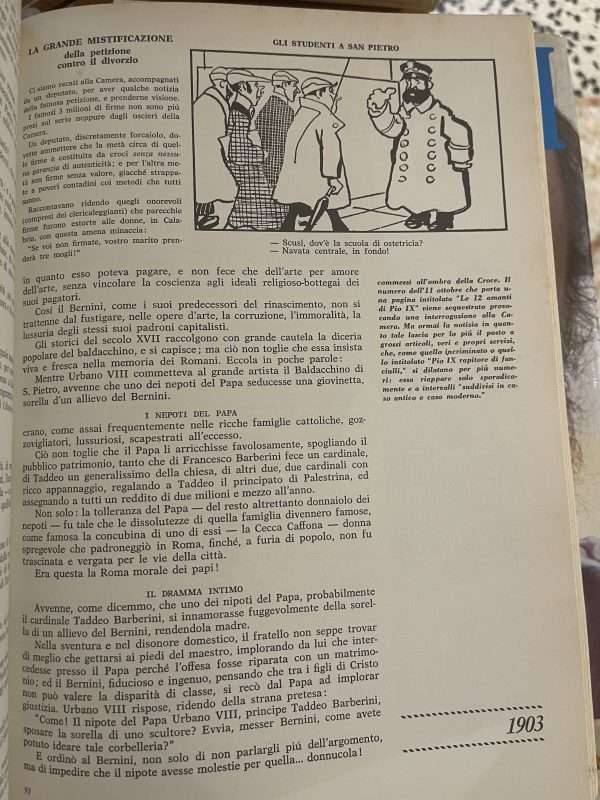 LA GRANDE MISTIFICAZIONE
della petizione
contro il divorzio
Ci siamo recati alla Camera, accompagnati
da un deputato, per aver qualche notizia
della famosa petizione, e prenderne visione.
I famosi 3 milioni di firme non sono più
presi sul serio neppure dagli uscieri della
Camera.
Un deputato, discretamente forcaiolo, do-
vette ammettere che la metà circa di quel-
le firme è costituita da croci senza nessu-
na garanzia di autenticità; e per l'altra me-
tà son firme senza valore, giacché strappa-
te a poveri contadini coi metodi che tutti
sanno.
Raccontavano ridendo quegli onorevoli
(compresi dei clericaleggianti) che parecchie
firme furono estorte alle donne, in Cala-
bria, con questa amena minaccia:
"Se voi non firmate, vostro marito pren-
derà tre mogli!"
GLI STUDENTI A SAN PIETRO
— Scusi, dov'è la scuola di ostetricia?
— Navata centrale, in fondo!
in quanto esso poteva pagare, e non fece che dell'arte per amore
dell'arte, senza vincolare la coscienza agli ideali religioso-bottegai dei
suoi pagatori.
Così il Bernini, come i suoi predecessori del rinascimento, non si
trattenne dal fustigare, nelle opere d'arte, la corruzione, l'immoralità, la
lussuria degli stessi suoi padroni capitalisti.
Gli storici del secolo XVII raccolgono con grande cautela la diceria
popolare del baldacchino, e si capisce; ma ciò non toglie che essa insista
viva e fresca nella memoria dei Romani. Eccola in poche parole:
Mentre Urbano VIII commetteva al grande artista il Baldacchino di
S. Pietro, avvenne che uno dei nepoti del Papa seducesse una giovinetta,
sorella d'un allievo del Bernini.
I NEPOTI DEL PAPA
erano, come assai frequentemente nelle ricche famiglie cattoliche, goz-
zovigliatori, lussuriosi, scapestrati all'eccesso.
Ciò non toglie che il Papa li arricchisse favolosamente, spogliando il
pubblico patrimonio, tanto che di Francesco Barberini fece un cardinale,
di Taddeo un generalissimo della chiesa, di altri due, due cardinali con
ricco appannaggio, regalando a Taddeo il principato di Palestrina, ed
assegnando a tutti un reddito di due milioni e mezzo all'anno.
Non solo: la tolleranza del Papa — del resto altrettanto donnaiolo dei
nepoti — fu tale che le dissolutezze di quella famiglia divennero famose,
come famosa la concubina di uno di essi — la Cecca Caffona — donna
spregevole che padroneggiò in Roma, finché, a furia di popolo, non fu
trascinata e vergata per le vie della città.
Era questa la Roma morale dei papi!
IL DRAMMA INTIMO
Avvenne, come dicemmo, che uno dei nipoti del Papa, probabilmente
il cardinale Taddeo Barberini, si innamorasse fuggevolmente della sorel-
la di un allievo del Bernini, rendendola madre.
Nella sventura e nel disonore domestico, il fratello non seppe trovar
di meglio che gettarsi ai piedi del maestro, implorando da lui che inter-
cedesse presso il Papa perché l'offesa fosse riparata con un matrimo-
nio; ed il Bernini, fiducioso e ingenuo, pensando che tra i figli di Cristo
non può valere la disparità di classe, si recò dal Papa ad implorar
giustizia. Urbano VIII rispose, ridendo della strana pretesa:
"Come! Il nipote del Papa Urbano VIII, principe Taddeo Barberini,
sposare la sorella di uno scultore? Evvia, messer Bernini, come avete
potuto ideare tale corbelleria?"
E ordinò al Bernini, non solo di non parlargli piú dell'argomento,
ma di impedire che il nipote avesse molestie per quella... donnucola!
commessi all'ombra della Croce. Il
numero dell'11 ottobre che porta u-
na pagina intitolata "Le 12 amanti
di Pio IX" viene sequestrato provo-
cando una interrogazione alla Ca-
mera. Ma ormai la notizia in quan-
to tale lascia per lo più il posto a
grossi articoli, veri e propri servizi,
che, come quello incriminato o quel-
lo intitolato "Pio IX rapitore di fan-
ciulli," si dilatano per più nume-
ri: essa riappare solo sporadica-
mente e a intervalli "suddivisi in ca-
so antico e caso moderno."
1903